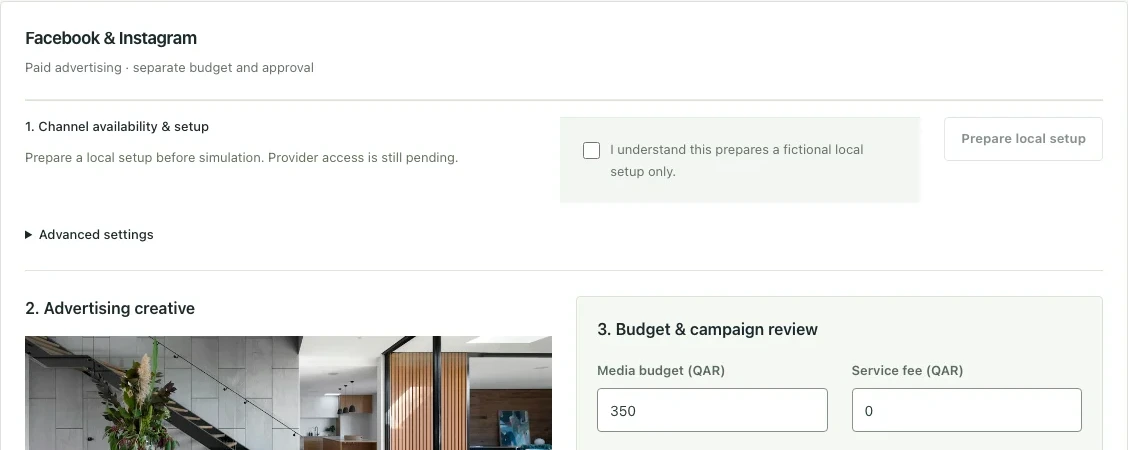 Facebook & Instagram
Paid advertising · separate budget and approval
1. Channel availability & setup
Prepare a local setup before simulation. Provider access is still pending.
I understand this prepares a fictional local
setup only.
Prepare local setup
Advanced settings
2. Advertising creative
3. Budget & campaign review
Media budget (QAR)
Service fee (QAR)
350
0